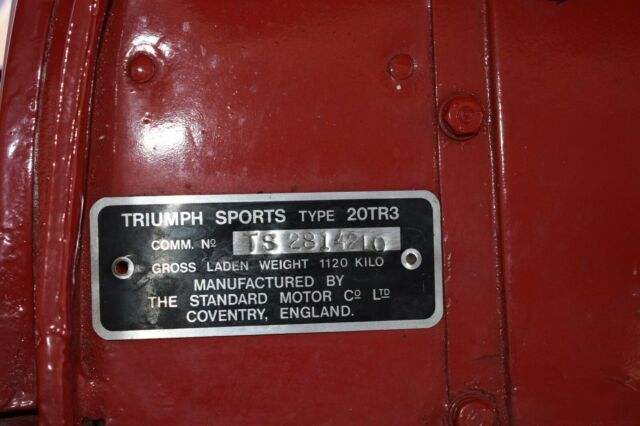 TRIUMPH SPORTS TYPE 20TR3
COMM. Nº TS 2814210
GROSS LADEN WEIGHT 1120 KILO
MANUFACTURED BY
THE STANDARD MOTOR Cº LTD
COVENTRY, ENGLAND.